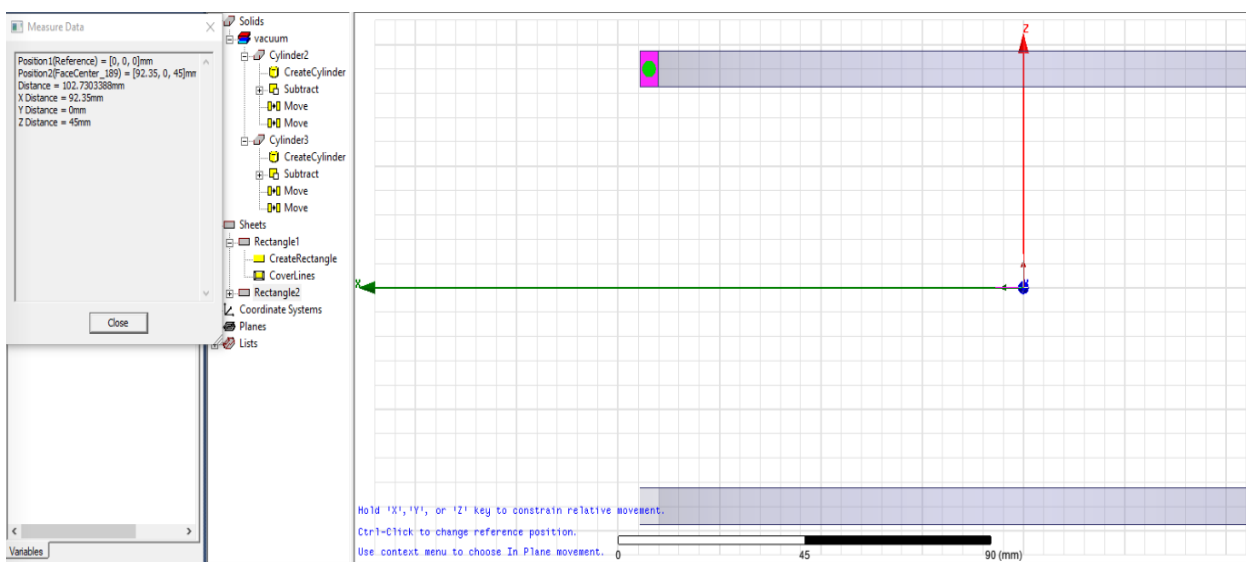 Measure Data
Position1(Reference) = [0, 0, 0]mm
Position2(FaceCenter_189) = [92.35, 0, 45]mm
Distance = 102.7303388mm
X Distance = 92.35mm
Y Distance = 0mm
Z Distance = 45mm
Close
Variables
Solids
vacuum
Cylinder2
CreateCylinder
Subtract
Move
Move
Cylinder3
CreateCylinder
Subtract
Move
Move
Sheets
Rectangle1
CreateRectangle
CoverLines
Rectangle2
Coordinate Systems
Planes
Lists
Z
X
Hold 'X','Y', or 'Z' key to constrain relative movement.
Ctrl-Click to change reference position.
Use context menu to choose In Plane movement.
0 45 90 (mm)